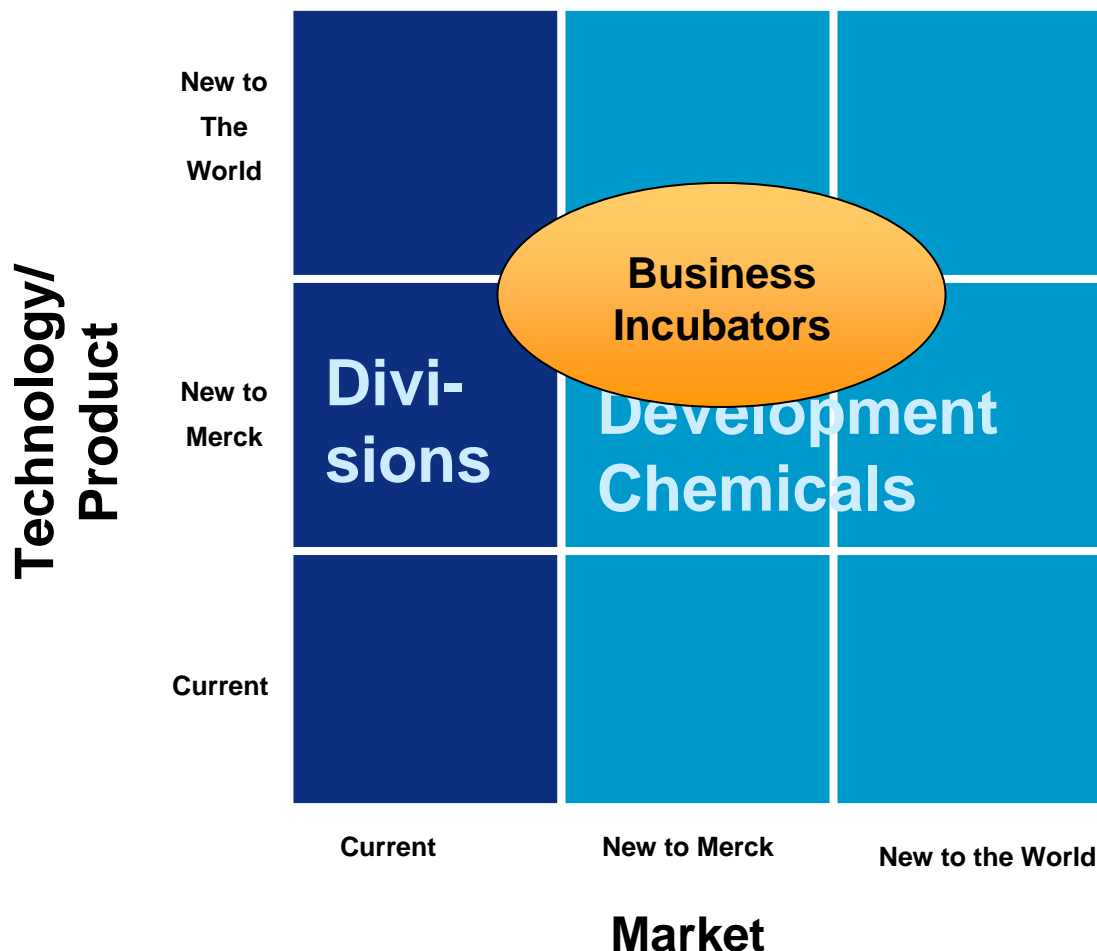 Technology/
Product
New to
The
World
New to
Merck
Current
Business
Incubators
Divi-
sions
Development
Chemicals
Current
New to Merck
New to the World
Market